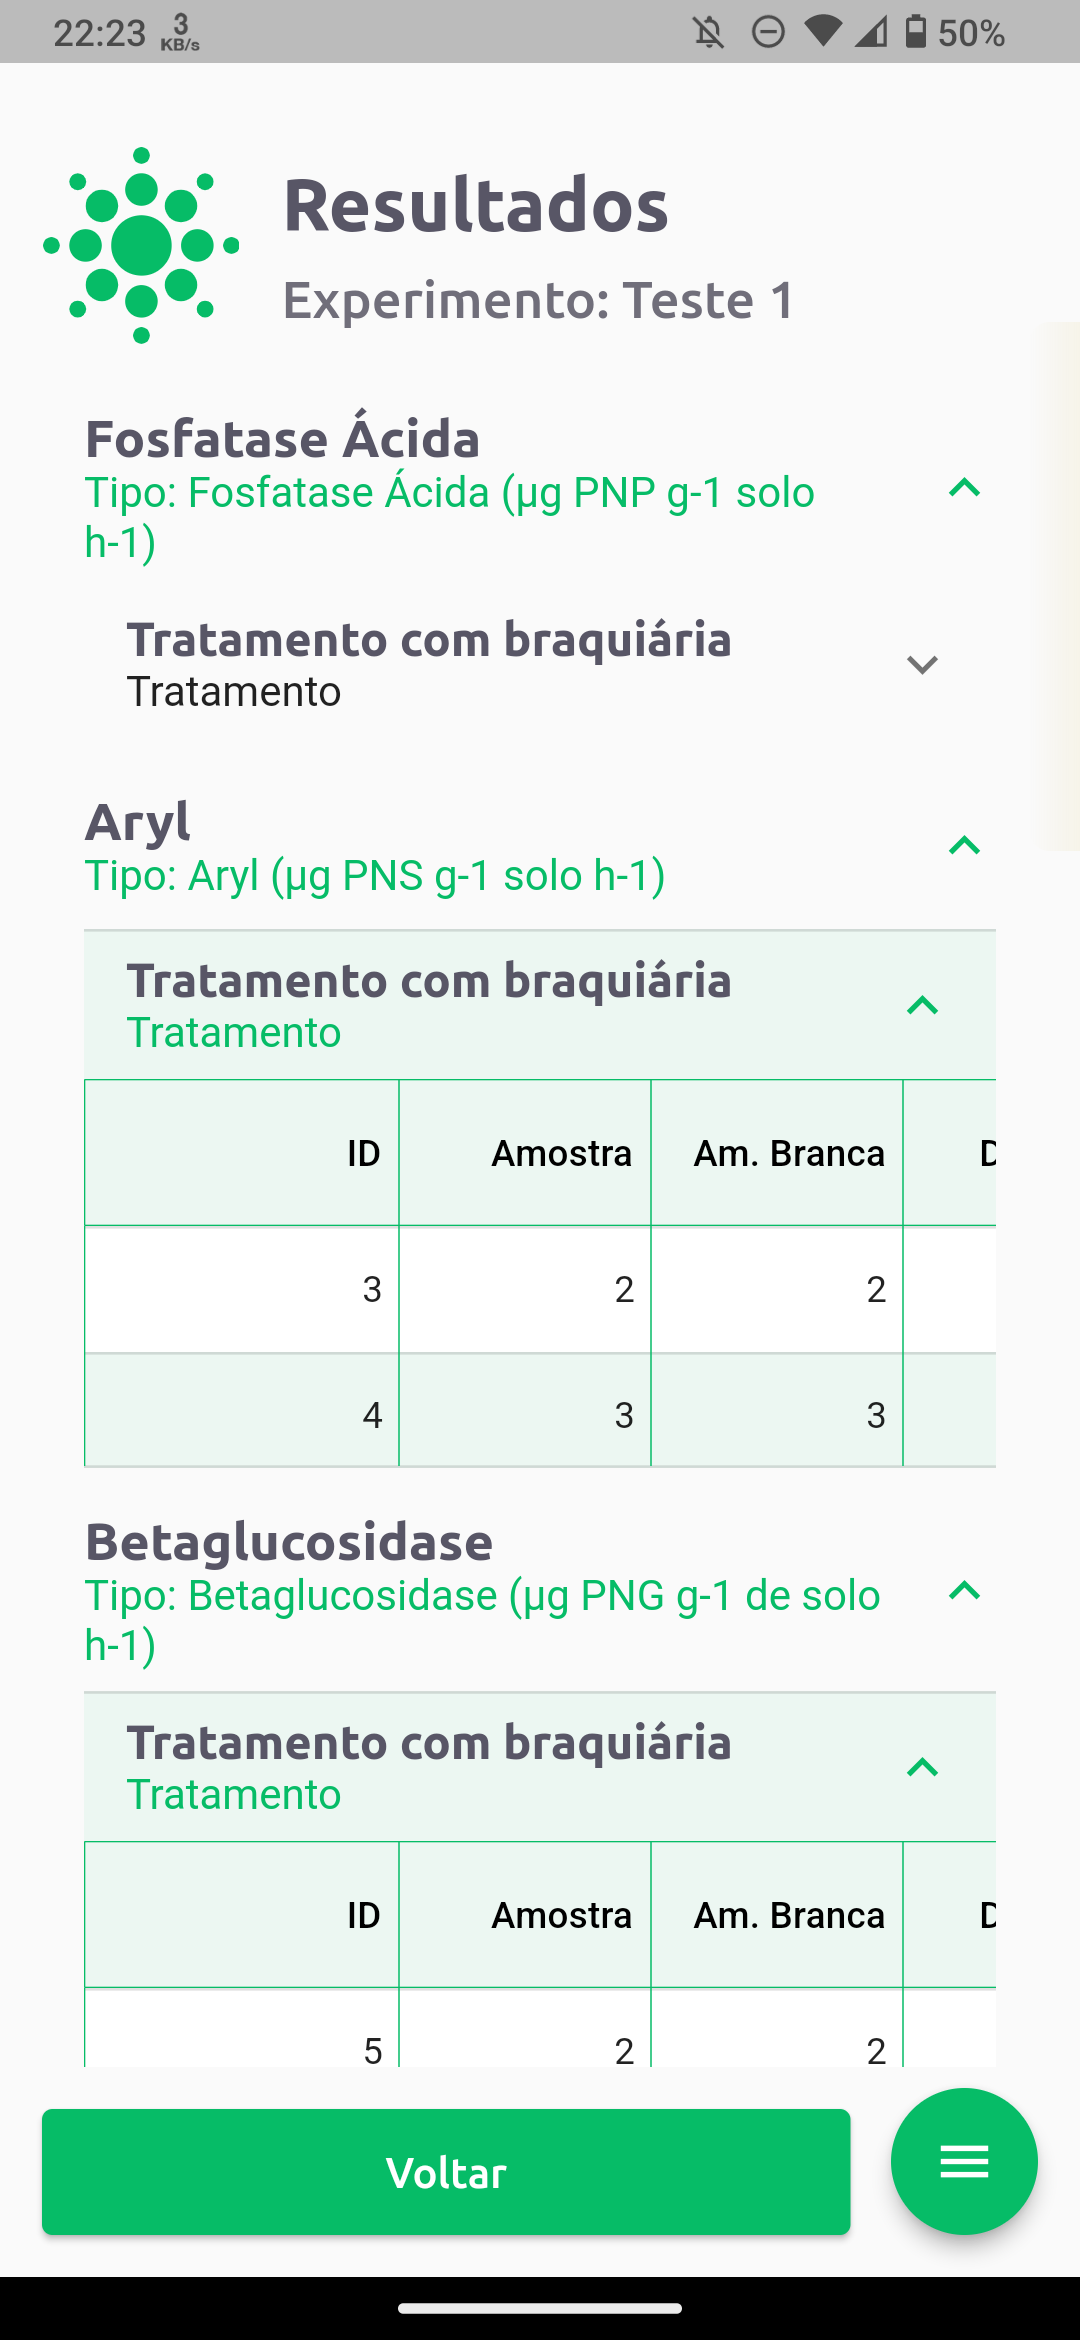 22:23 3 KB/s 50%
Resultados
Experimento: Teste 1
Fosfatase Ácida
Tipo: Fosfatase Ácida (µg PNP g-1 solo
h-1)
Tratamento com braquiária
Tratamento
Aryl
Tipo: Aryl (µg PNS g-1 solo h-1)
Tratamento com braquiária
Tratamento
ID Amostra Am. Branca D
3 2 2
4 3 3
Betaglucosidase
Tipo: Betaglucosidase (µg PNG g-1 de solo
h-1)
Tratamento com braquiária
Tratamento
ID Amostra Am. Branca D
5 2 2
Voltar